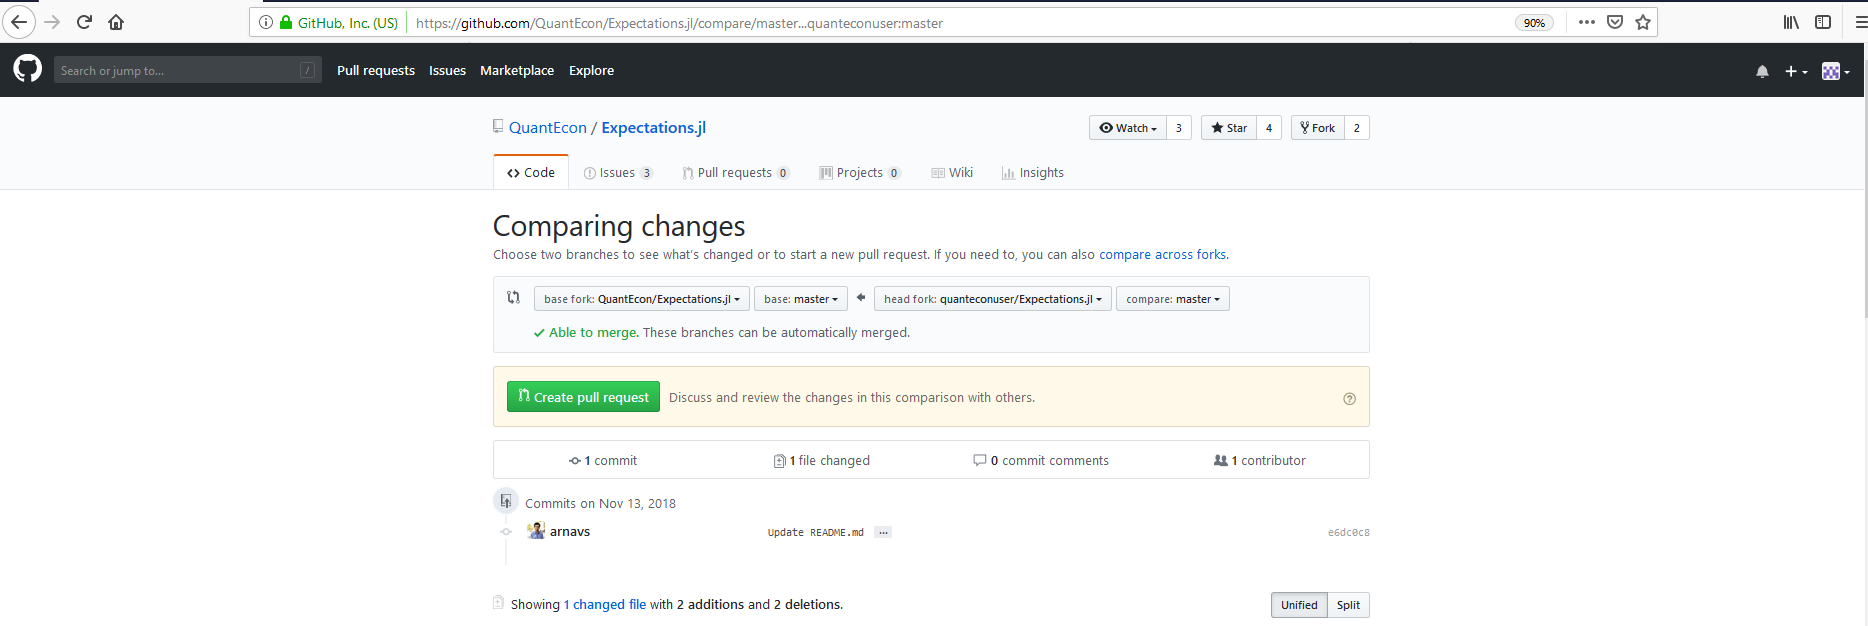 GitHub, Inc. (US) https://github.com/QuantEcon/Expectations.jl/compare/master...quanteconuser:master 90%
Search or jump to... / Pull requests Issues Marketplace Explore
QuantEcon / Expectations.jl Watch 3 Star 4 Fork 2
Code Issues 3 Pull requests 0 Projects 0 Wiki Insights
Comparing changes
Choose two branches to see what's changed or to start a new pull request. If you need to, you can also compare across forks.
base fork: QuantEcon/Expectations.jl base: master head fork: quanteconuser/Expectations.jl compare: master
Able to merge. These branches can be automatically merged.
Create pull request Discuss and review the changes in this comparison with others.
1 commit 1 file changed 0 commit comments 1 contributor
Commits on Nov 13, 2018
arnavs Update README.md ... e6dc0c8
Showing 1 changed file with 2 additions and 2 deletions. Unified Split